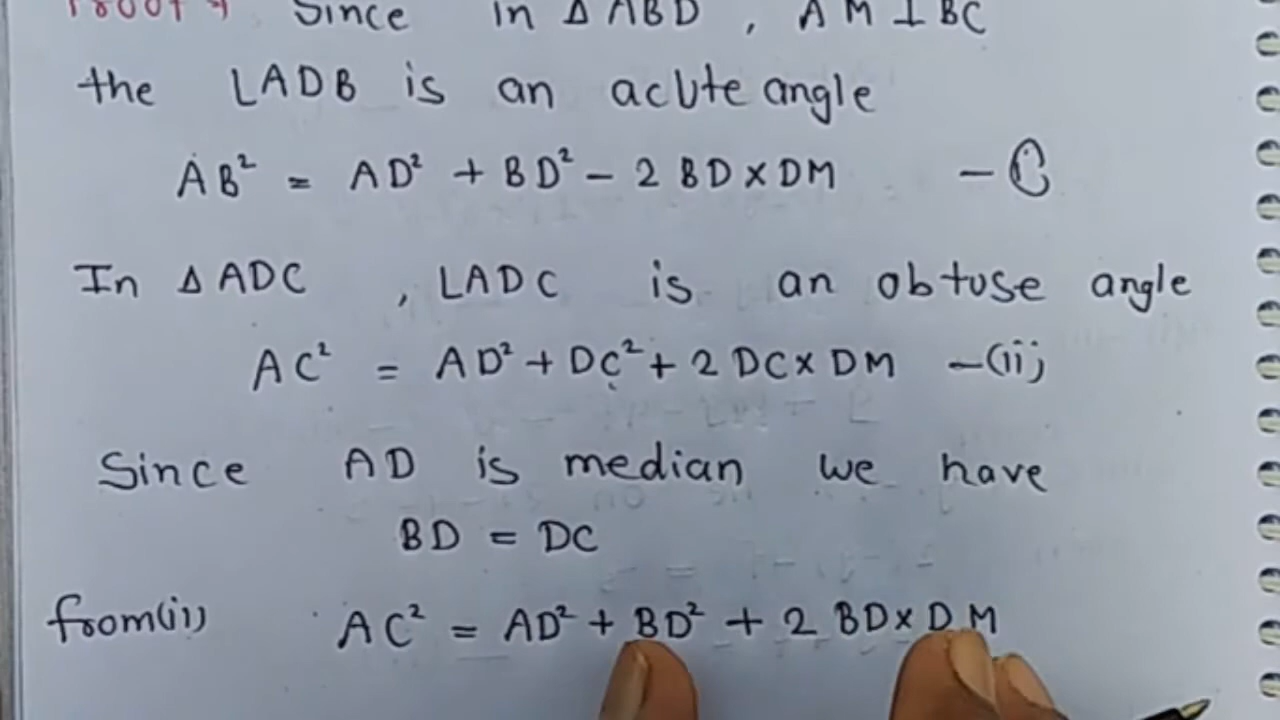 Proof → Since in Δ ABD , AM ⊥ BC
the ∠ADB is an acute angle
AB² = AD² + BD² − 2 BD × DM
In Δ ADC , ∠ADC is an obtuse angle
AC² = AD² + DC² + 2 DC × DM −(ii)
Since AD is median we have
BD = DC
from(ii) AC² = AD² + BD² + 2 BD × DM